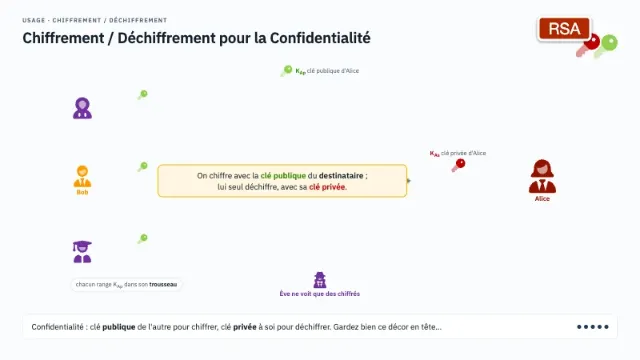 USAGE · CHIFFREMENT / DÉCHIFFREMENT
Chiffrement / Déchiffrement pour la Confidentialité
RSA
KAp clé publique d'Alice
KAs clé privée d'Alice
On chiffre avec la clé publique du destinataire ;
lui seul déchiffre, avec sa clé privée.
Bob
Alice
chacun range KAp dans son trousseau
Ève ne voit que des chiffrés
Confidentialité : clé publique de l'autre pour chiffrer, clé privée à soi pour déchiffrer. Gardez bien ce décor en tête…